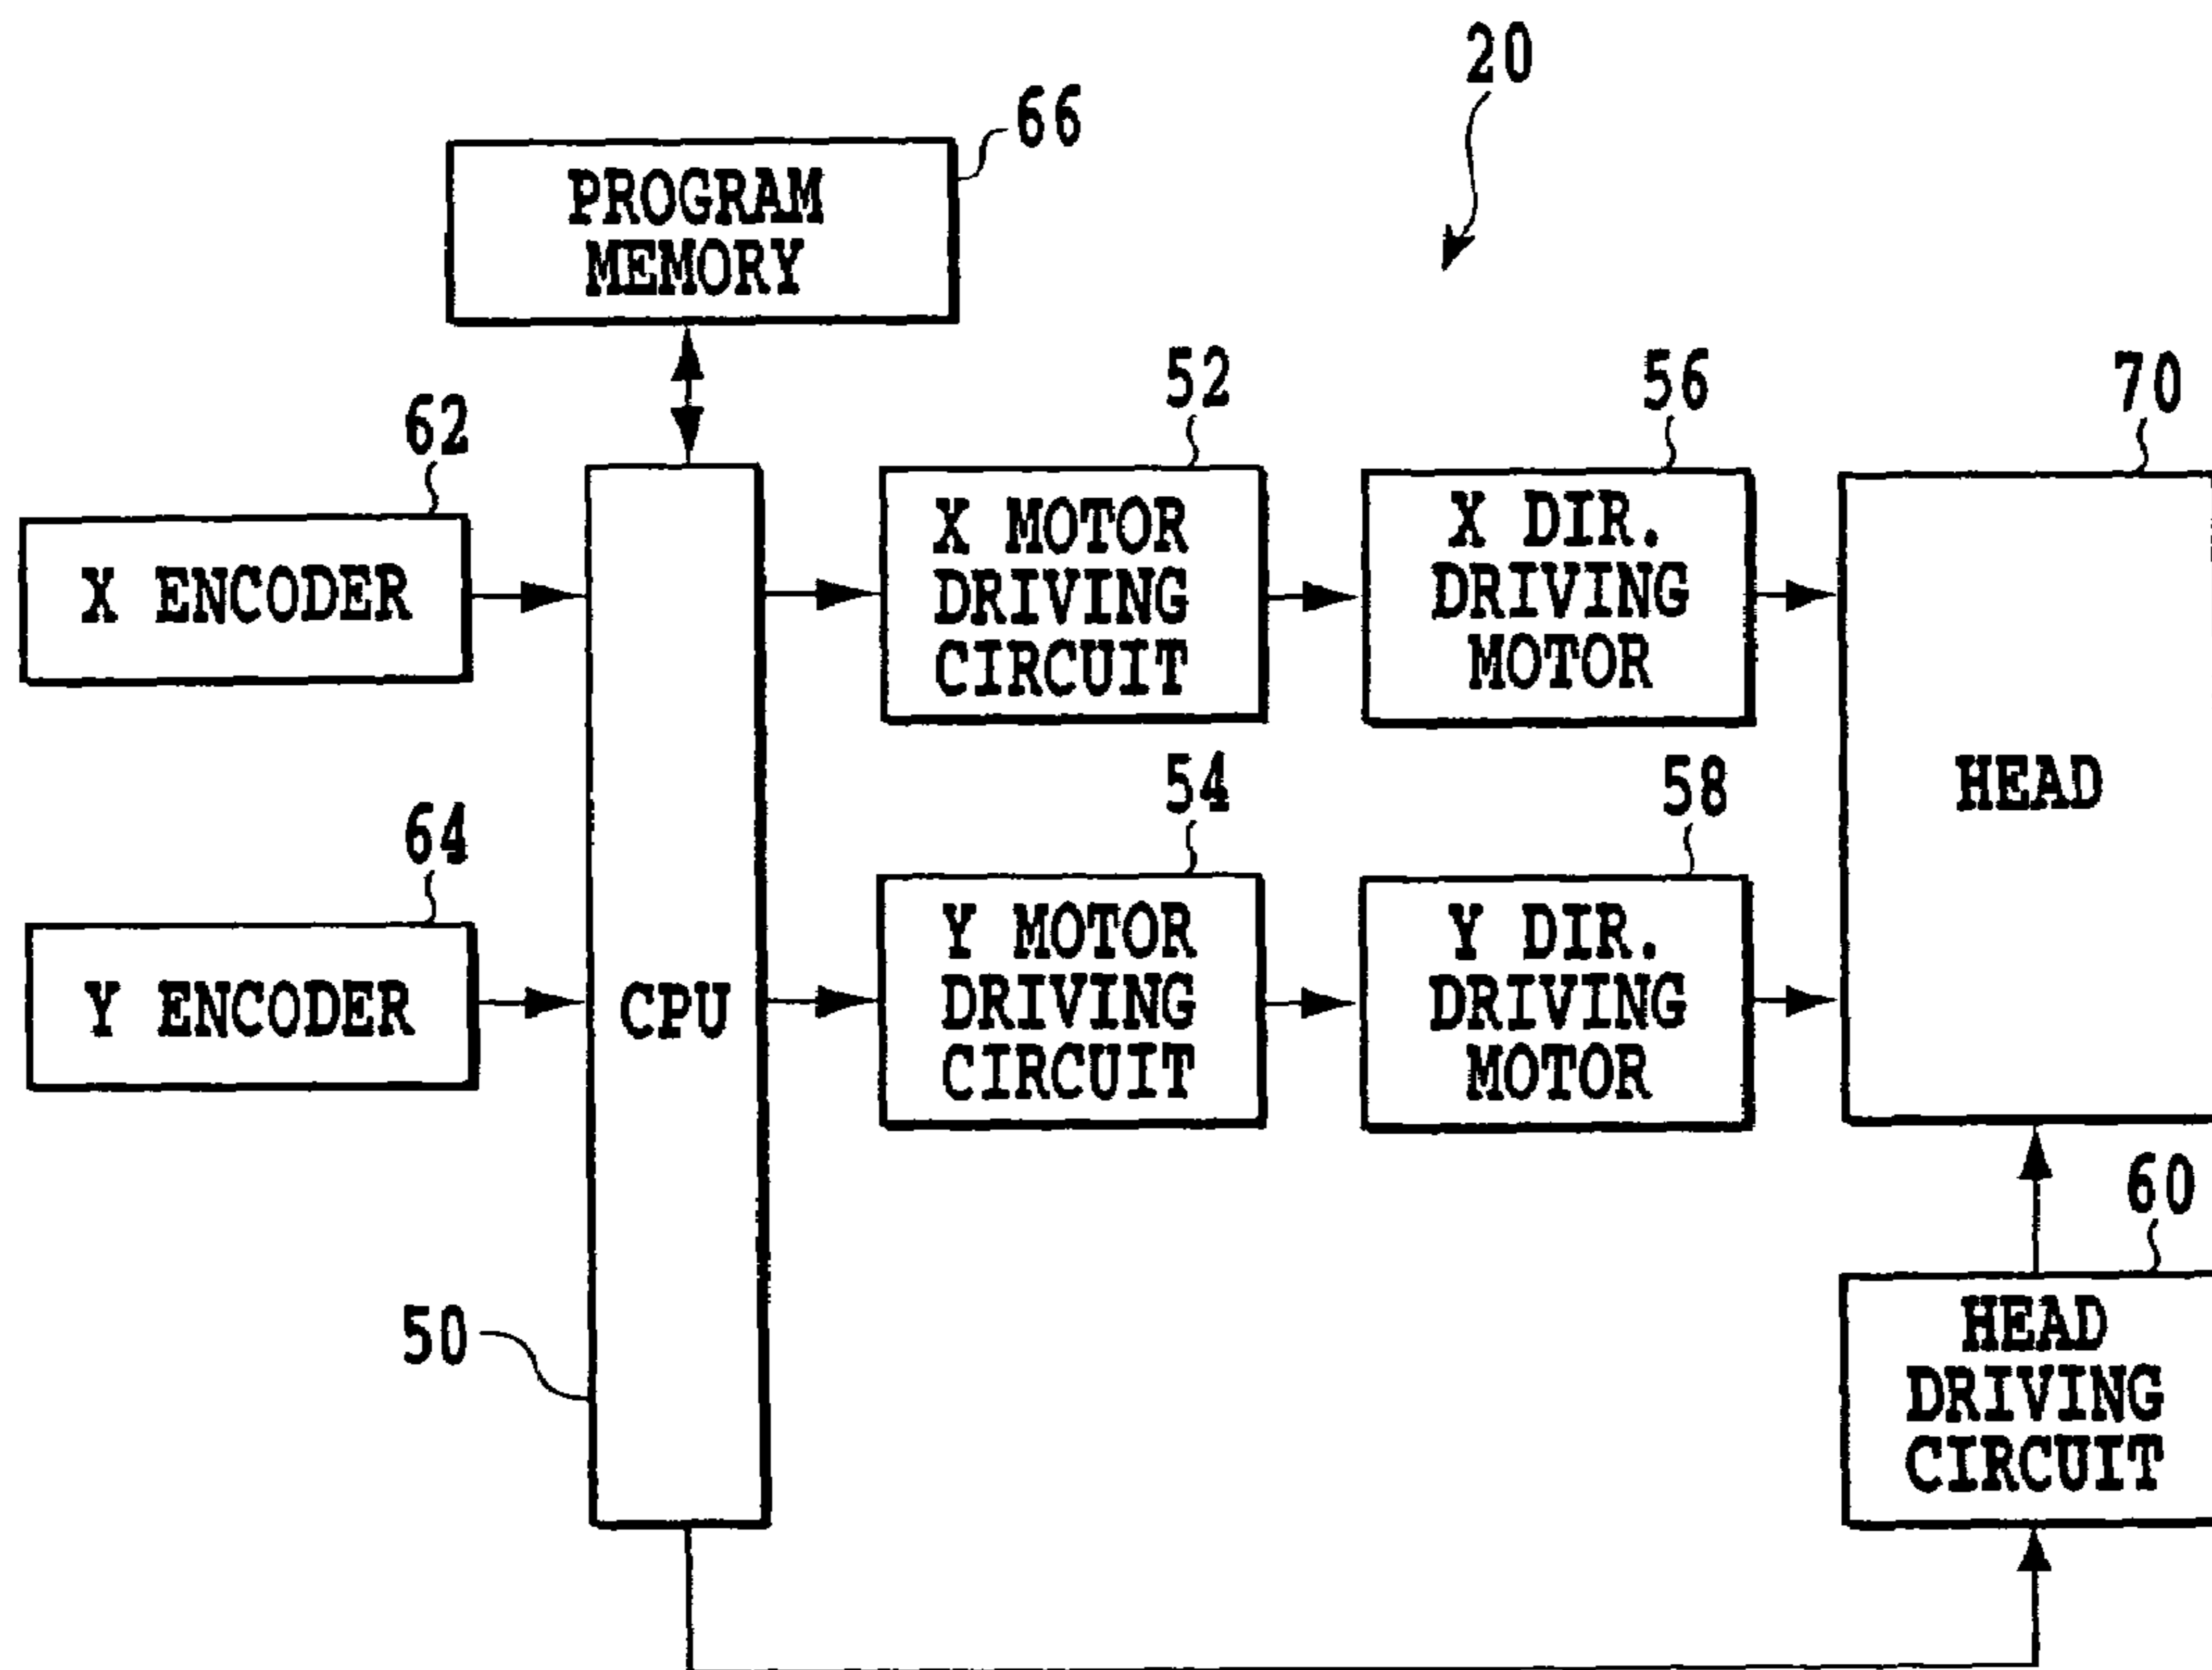 20
66
PROGRAM
MEMORY
62
X ENCODER
52
X MOTOR
DRIVING
CIRCUIT
56
X DIR.
DRIVING
MOTOR
70
HEAD
64
Y ENCODER
CPU
54
Y MOTOR
DRIVING
CIRCUIT
58
Y DIR.
DRIVING
MOTOR
60
HEAD
DRIVING
CIRCUIT
50